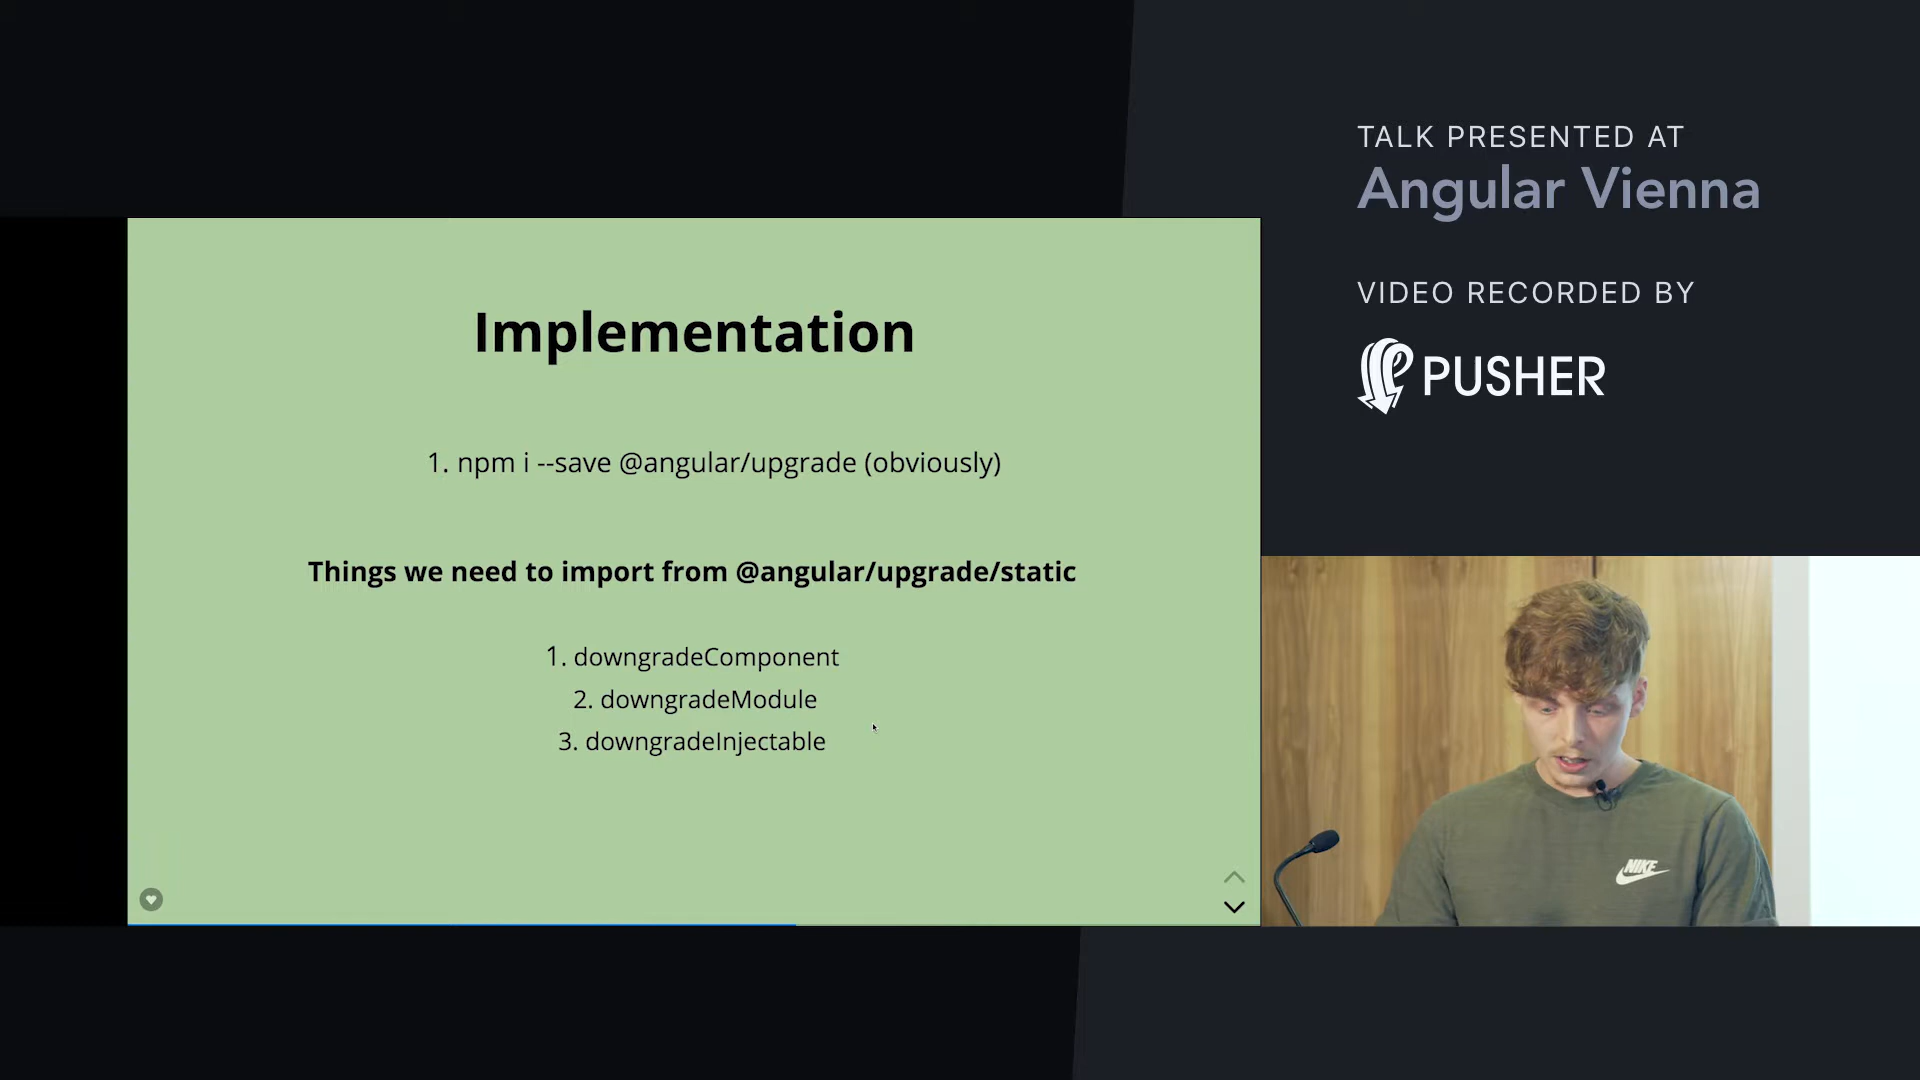 TALK PRESENTED AT
Angular Vienna
VIDEO RECORDED BY
PUSHER
Implementation
1. npm i --save @angular/upgrade (obviously)
Things we need to import from @angular/upgrade/static
1. downgradeComponent
2. downgradeModule
3. downgradeInjectable
NIKE